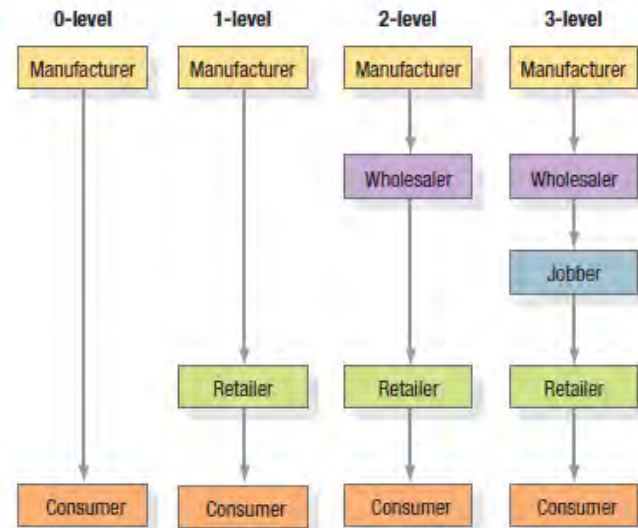 0-level
1-level
2-level
3-level
Manufacturer
Manufacturer
Manufacturer
Manufacturer
Wholesaler
Wholesaler
Jobber
Retailer
Retailer
Retailer
Consumer
Consumer
Consumer
Consumer